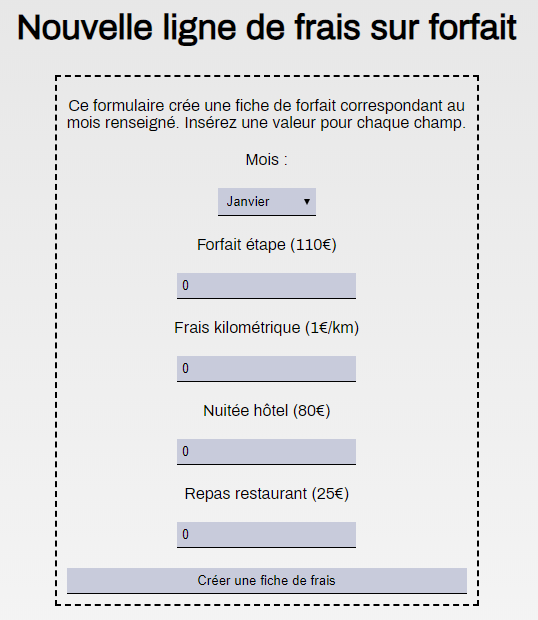 Nouvelle ligne de frais sur forfait
Ce formulaire crée une fiche de forfait correspondant au
mois renseigné. Insérez une valeur pour chaque champ.
Mois :
Janvier
Forfait étape (110€)
0
Frais kilométrique (1€/km)
0
Nuitée hôtel (80€)
0
Repas restaurant (25€)
0
Créer une fiche de frais